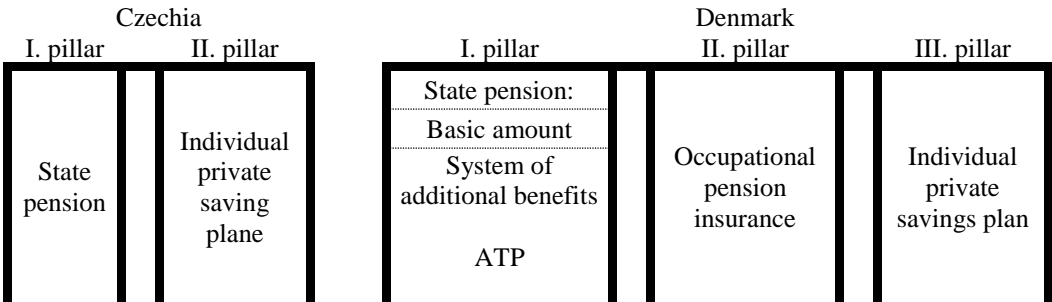 Czechia
I. pillar
II. pillar
State
pension
Individual
private
saving
plane
Denmark
I. pillar
II. pillar
III. pillar
State pension:
Basic amount
System of
additional benefits
ATP
Occupational
pension
insurance
Individual
private
savings plan